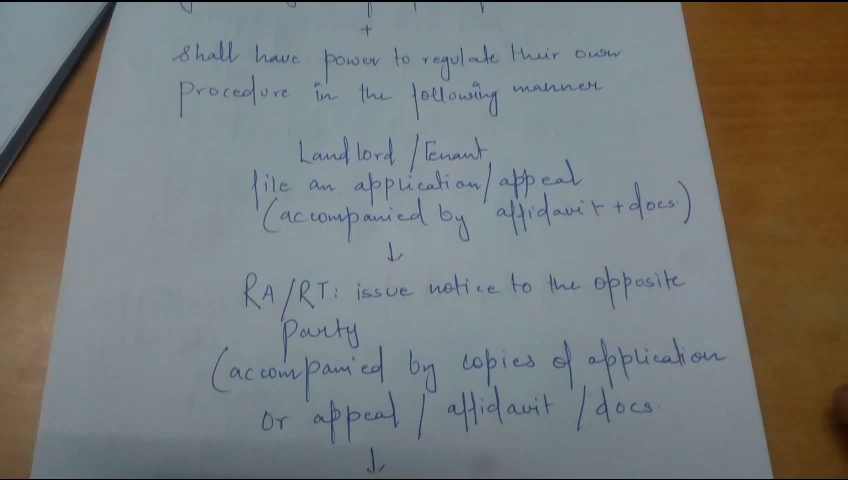 +
shall have power to regulate their own
procedure in the following manner
Landlord / Tenant
file an application / appeal
(accompanied by affidavit + docs.)
↓
RA / RT: issue notice to the opposite
party
(accompanied by copies of application
or appeal / affidavit / docs.
↓